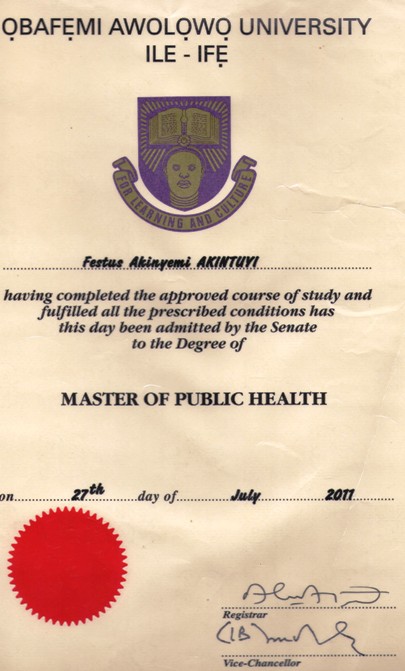 ỌBAFẸMI AWOLỌWỌ UNIVERSITY
ILE - IFẸ
FOR LEARNING AND CULTURE
Festus Akinyemi AKINTUYI
having completed the approved course of study and
fulfilled all the prescribed conditions has
this day been admitted by the Senate
to the Degree of
MASTER OF PUBLIC HEALTH
on 27th day of July 2011
Registrar
Vice-Chancellor